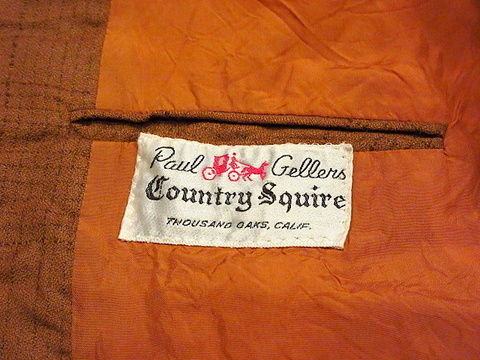 Paul Gellers
Country Squire
THOUSAND OAKS, CALIF.